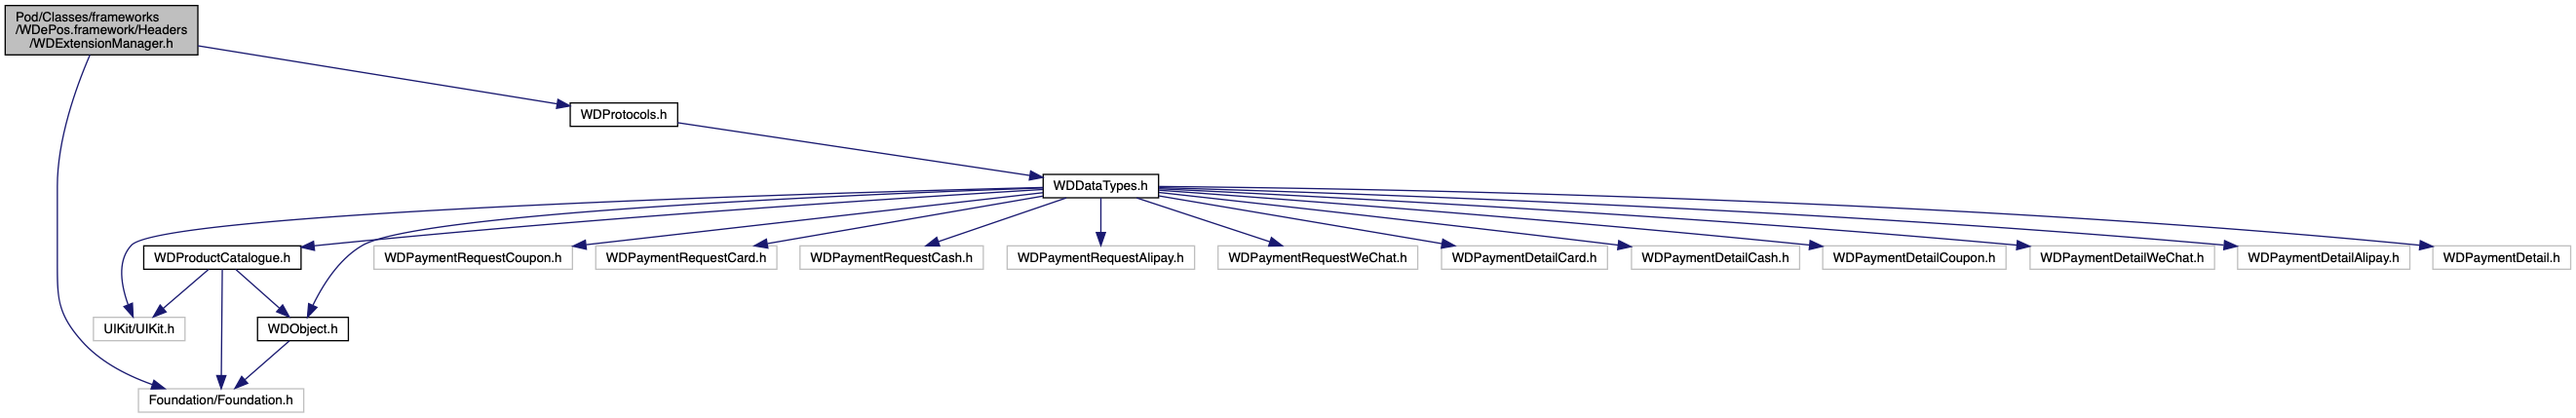 Pod/Classes/frameworks
/WDePos.framework/Headers
/WDExtensionManager.h
WDProtocols.h
WDDataTypes.h
WDProductCatalogue.h
WDPaymentRequestCoupon.h
WDPaymentRequestCard.h
WDPaymentRequestCash.h
WDPaymentRequestAlipay.h
WDPaymentRequestWeChat.h
WDPaymentDetailCard.h
WDPaymentDetailCash.h
WDPaymentDetailCoupon.h
WDPaymentDetailWeChat.h
WDPaymentDetailAlipay.h
WDPaymentDetail.h
UIKit/UIKit.h
WDObject.h
Foundation/Foundation.h